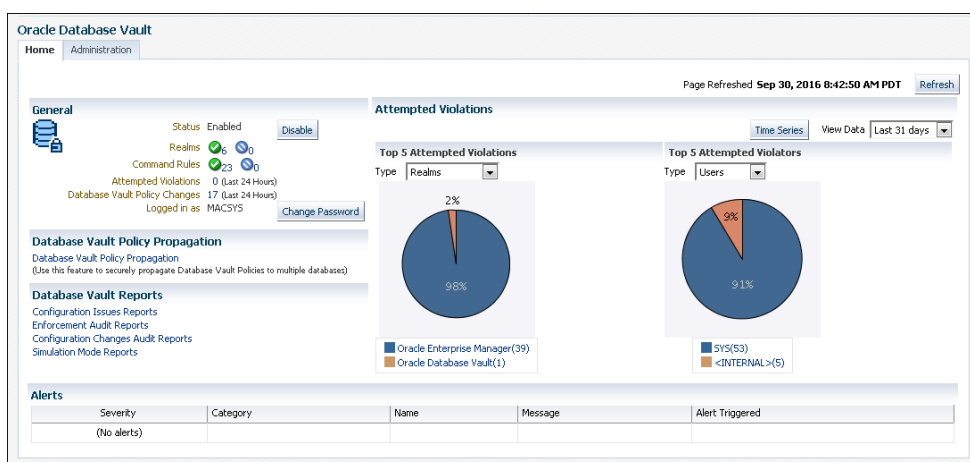 Oracle Database Vault
Home Administration
Page Refreshed Sep 30, 2016 8:42:50 AM PDT Refresh
General
Status Enabled Disable
Realms 6 0
Command Rules 23 0
Attempted Violations 0 (Last 24 Hours)
Database Vault Policy Changes 17 (Last 24 Hours)
Logged in as MACSYS Change Password
Database Vault Policy Propagation
Database Vault Policy Propagation
(Use this feature to securely propagate Database Vault Policies to multiple databases)
Database Vault Reports
Configuration Issues Reports
Enforcement Audit Reports
Configuration Changes Audit Reports
Simulation Mode Reports
Attempted Violations
Time Series View Data Last 31 days
Top 5 Attempted Violations
Type Realms
2%
98%
Oracle Enterprise Manager(39)
Oracle Database Vault(1)
Top 5 Attempted Violators
Type Users
9%
91%
SYS(53)
<INTERNAL>(5)
Alerts
Severity Category Name Message Alert Triggered
(No alerts)